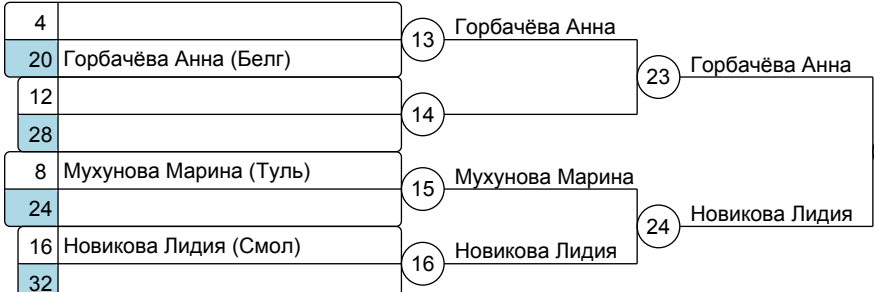 4
20 Горбачёва Анна (Белг)
12
28
8 Мухунова Марина (Туль)
24
16 Новикова Лидия (Смол)
32
13 Горбачёва Анна
14
15 Мухунова Марина
16 Новикова Лидия
23 Горбачёва Анна
24 Новикова Лидия